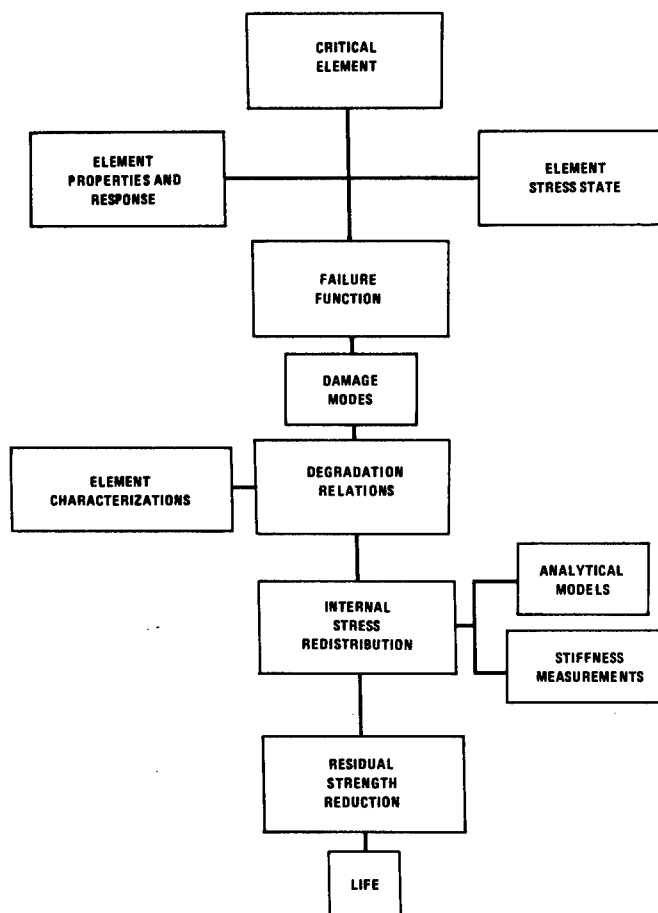 CRITICAL
ELEMENT
ELEMENT
PROPERTIES AND
RESPONSE
ELEMENT
STRESS STATE
FAILURE
FUNCTION
DAMAGE
MODES
ELEMENT
CHARACTERIZATIONS
DEGRADATION
RELATIONS
INTERNAL
STRESS
REDISTRIBUTION
ANALYTICAL
MODELS
STIFFNESS
MEASUREMENTS
RESIDUAL
STRENGTH
REDUCTION
LIFE